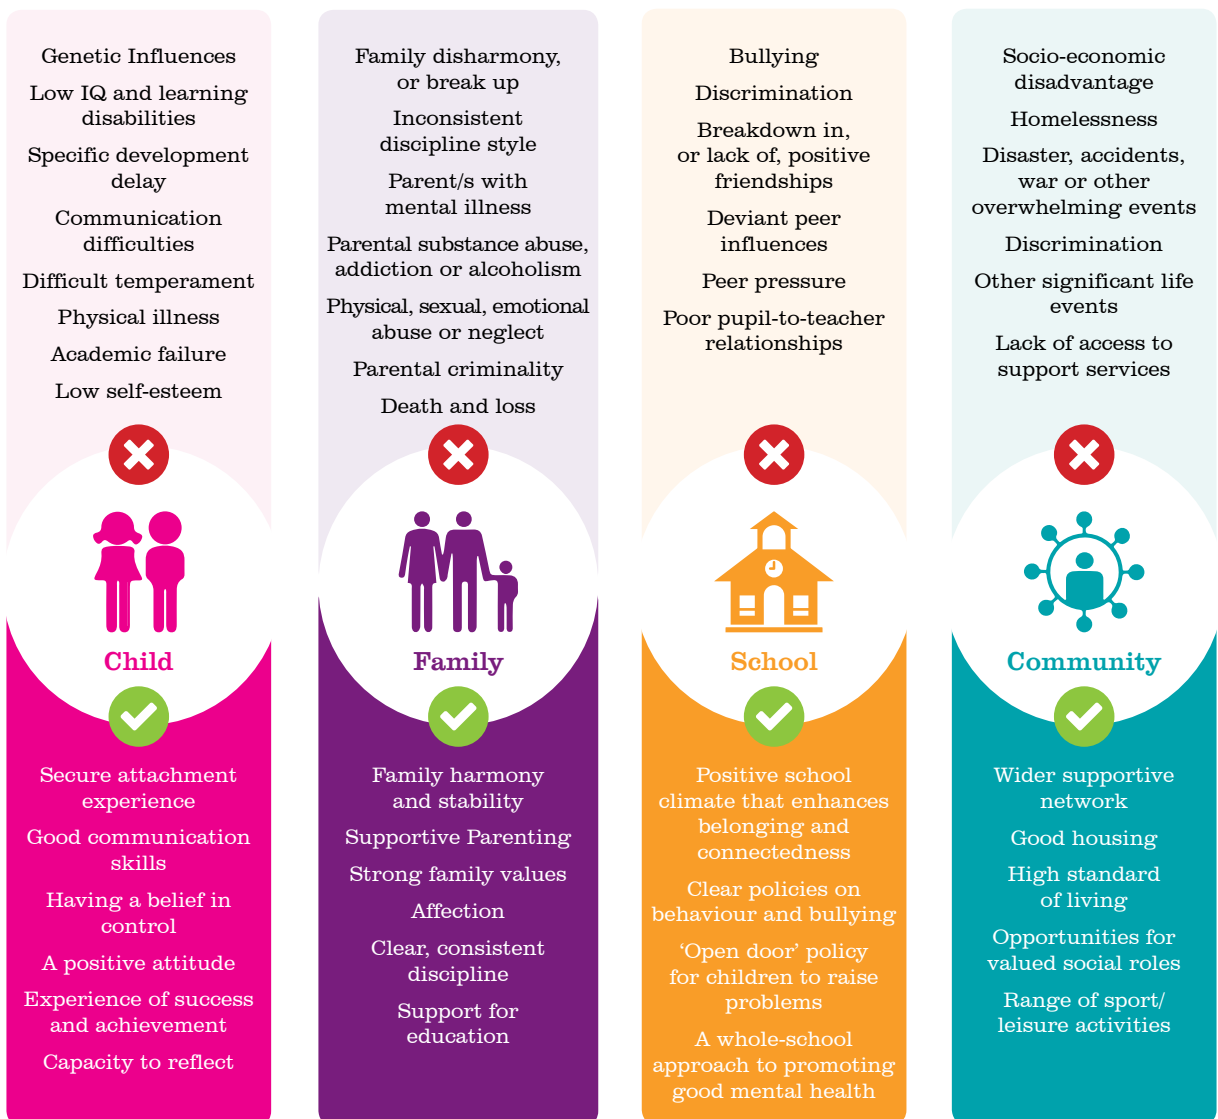 Genetic Influences
Low IQ and learning
disabilities
Specific development
delay
Communication
difficulties
Difficult temperament
Physical illness
Academic failure
Low self-esteem
Child
Secure attachment
experience
Good communication
skills
Having a belief in
control
A positive attitude
Experience of success
and achievement
Capacity to reflect
Family disharmony,
or break up
Inconsistent
discipline style
Parent/s with
mental illness
Parental substance abuse,
addiction or alcoholism
Physical, sexual, emotional
abuse or neglect
Parental criminality
Death and loss
Family
Family harmony
and stability
Supportive Parenting
Strong family values
Affection
Clear, consistent
discipline
Support for
education
Bullying
Discrimination
Breakdown in,
or lack of, positive
friendships
Deviant peer
influences
Peer pressure
Poor pupil-to-teacher
relationships
School
Positive school
climate that enhances
belonging and
connectedness
Clear policies on
behaviour and bullying
‘Open door’ policy
for children to raise
problems
A whole-school
approach to promoting
good mental health
Socio-economic
disadvantage
Homelessness
Disaster, accidents,
war or other
overwhelming events
Discrimination
Other significant life
events
Lack of access to
support services
Community
Wider supportive
network
Good housing
High standard
of living
Opportunities for
valued social roles
Range of sport/
leisure activities